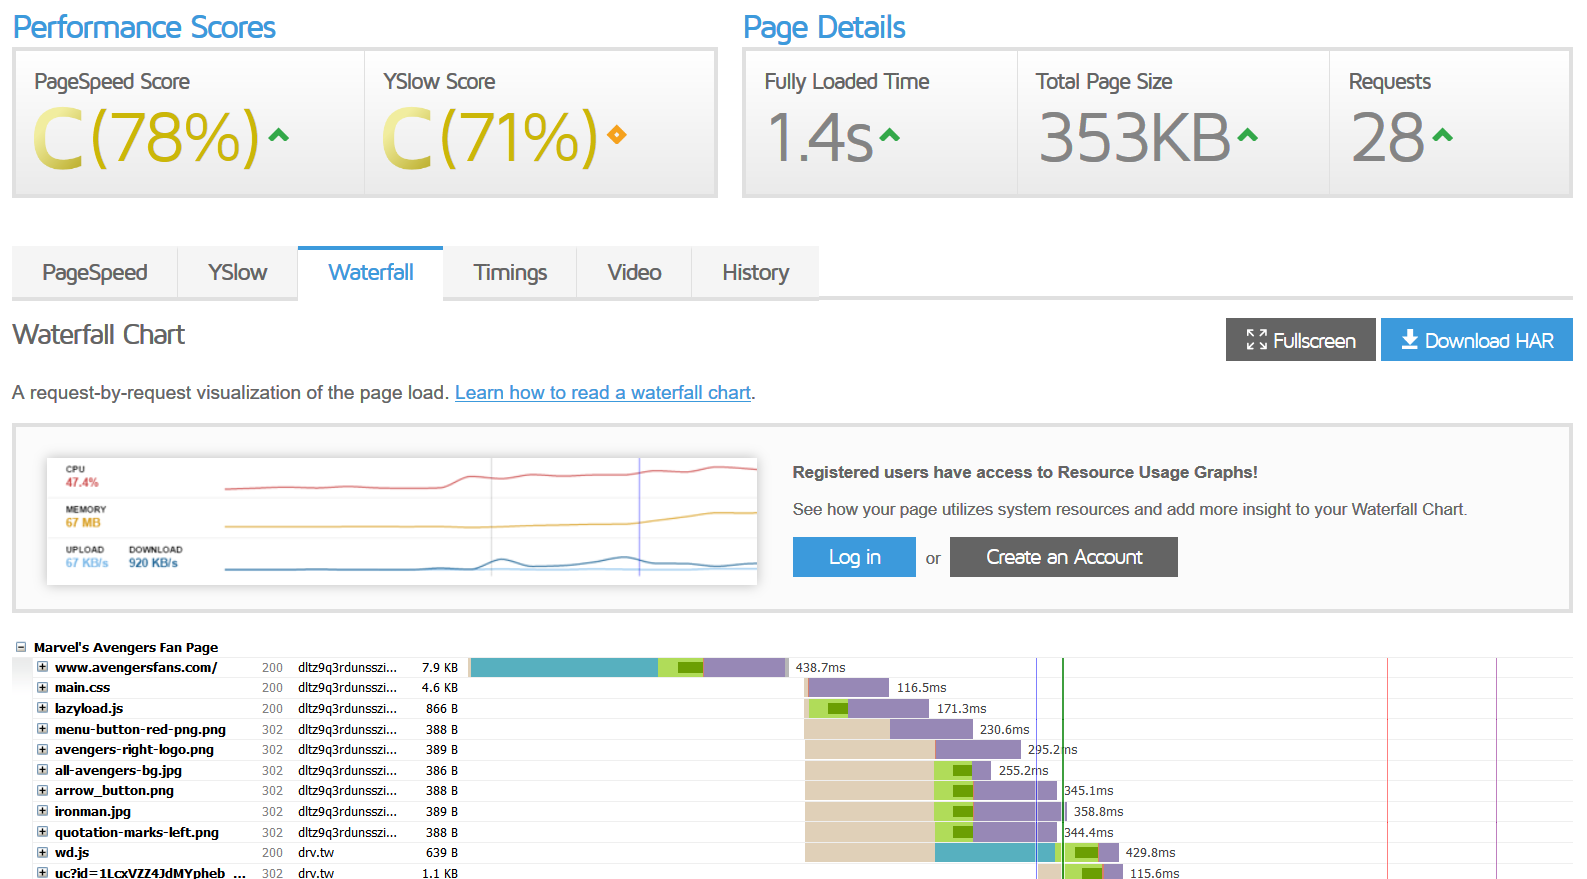 Performance Scores
Page Details
PageSpeed Score
YSlow Score
Fully Loaded Time
Total Page Size
Requests
C(78%)
C(71%)
1.4s
353KB
28
PageSpeed
YSlow
Waterfall
Timings
Video
History
Waterfall Chart
Fullscreen
Download HAR
A request-by-request visualization of the page load. Learn how to read a waterfall chart.
CPU
47.4%
MEMORY
67 MB
UPLOAD DOWNLOAD
67 KB/s 920 KB/s
Registered users have access to Resource Usage Graphs!
See how your page utilizes system resources and add more insight to your Waterfall Chart.
Log in or Create an Account
Marvel's Avengers Fan Page
www.avengersfans.com/ 200 dltz9q3rdunsszi... 7.9 KB 438.7ms
main.css 200 dltz9q3rdunsszi... 4.6 KB 116.5ms
lazyload.js 200 dltz9q3rdunsszi... 866 B 171.3ms
menu-button-red-png.png 302 dltz9q3rdunsszi... 388 B 230.6ms
avengers-right-logo.png 302 dltz9q3rdunsszi... 389 B 295.2ms
all-avengers-bg.jpg 302 dltz9q3rdunsszi... 386 B 255.2ms
arrow_button.png 302 dltz9q3rdunsszi... 388 B 345.1ms
ironman.jpg 302 dltz9q3rdunsszi... 389 B 358.8ms
quotation-marks-left.png 302 dltz9q3rdunsszi... 388 B 344.4ms
wd.js 200 drv.tw 639 B 429.8ms
uc?id=1LcxVZZ4JdMYpheb_... 302 drv.tw 1.1 KB 115.6ms